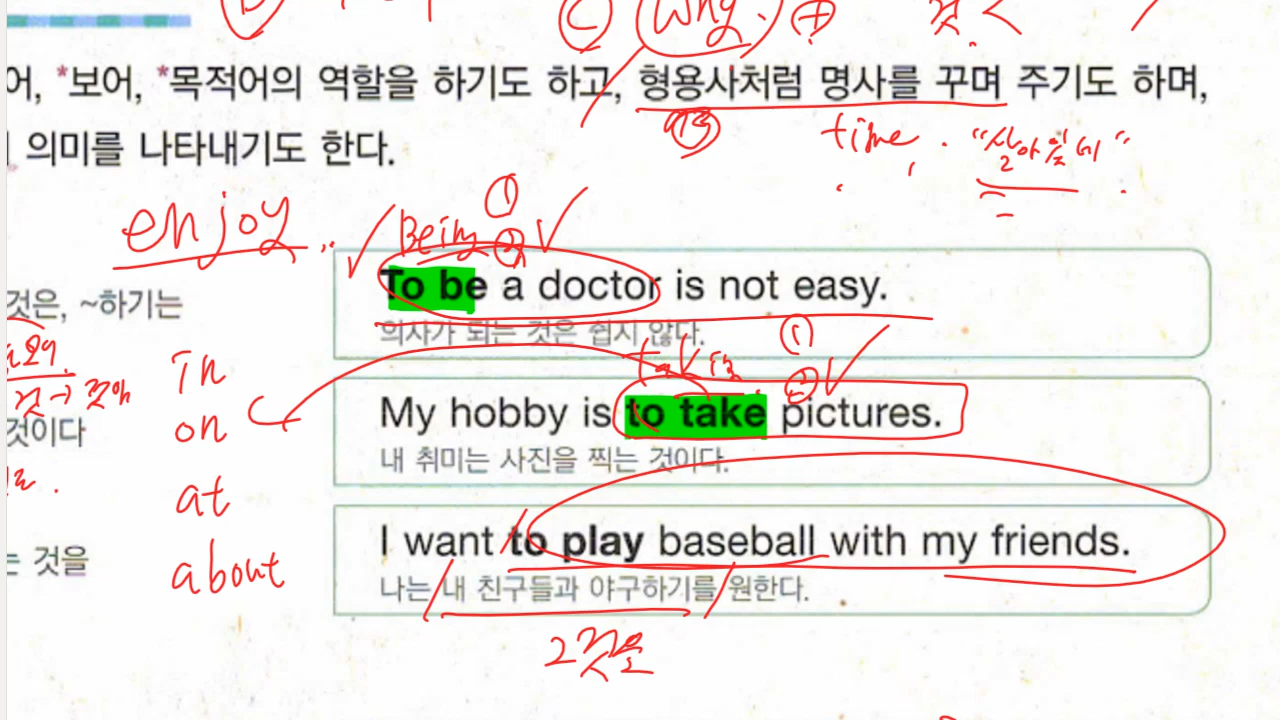 Why.
어, *보어, *목적어의 역할을 하기도 하고, 형용사처럼 명사를 꾸며 주기도 하며,
time.
의미를 나타내기도 한다.
enjoy
① 
Being ②
To be a doctor is not easy.
것은, ~하기는
의사가 되는 것은 쉽시 않다.
①
taking ②
in
My hobby is to take pictures.
on
것이다
내 취미는 사진을 찍는 것이다.
at
I want to play baseball with my friends.
는 것을
about
나는 내 친구들과 야구하기를 원한다.
것을